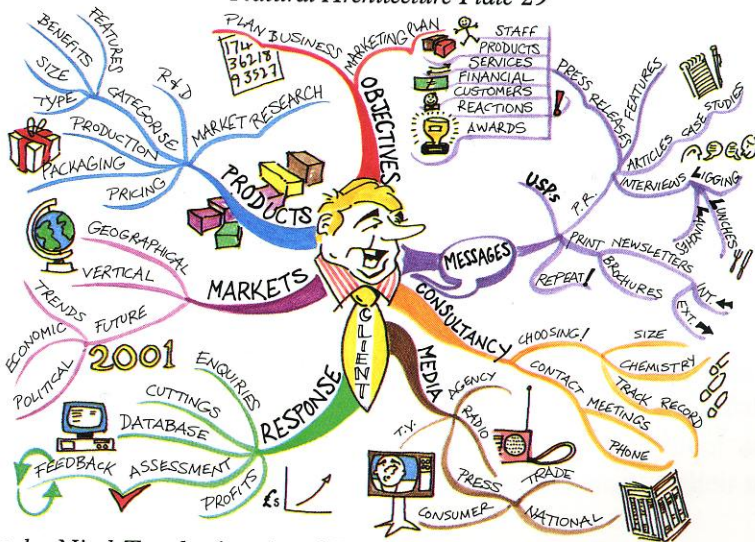 Natural Architecture Plate 29
PLAN BUSINESS
174
36218
93527
MARKETING PLAN
OBJECTIVES
STAFF
PRODUCTS
SERVICES
FINANCIAL
CUSTOMERS
REACTIONS
AWARDS
PRESS RELEASES
FEATURES
ARTICLES
CASE STUDIES
INTERVIEWS
LIGGING
LUNCHES
LAUNCH
USPs
P.R.
PRINT
NEWSLETTERS
BROCHURES
INT.
EXT.
REPEAT!
MESSAGES
FEATURES
BENEFITS
SIZE
TYPE
CATEGORISE
R&D
MARKET RESEARCH
PRODUCTION
PACKAGING
PRICING
PRODUCTS
GEOGRAPHICAL
VERTICAL
FUTURE
TRENDS
ECONOMIC
POLITICAL
2001
MARKETS
CLIENT
CONSULTANCY
CHOOSING!
SIZE
CHEMISTRY
TRACK RECORD
CONTACT
MEETINGS
PHONE
MEDIA
AGENCY
RADIO
T.V.
PRESS
TRADE
CONSUMER
NATIONAL
RESPONSE
ENQUIRIES
CUTTINGS
DATABASE
ASSESSMENT
FEEDBACK
PROFITS
£s